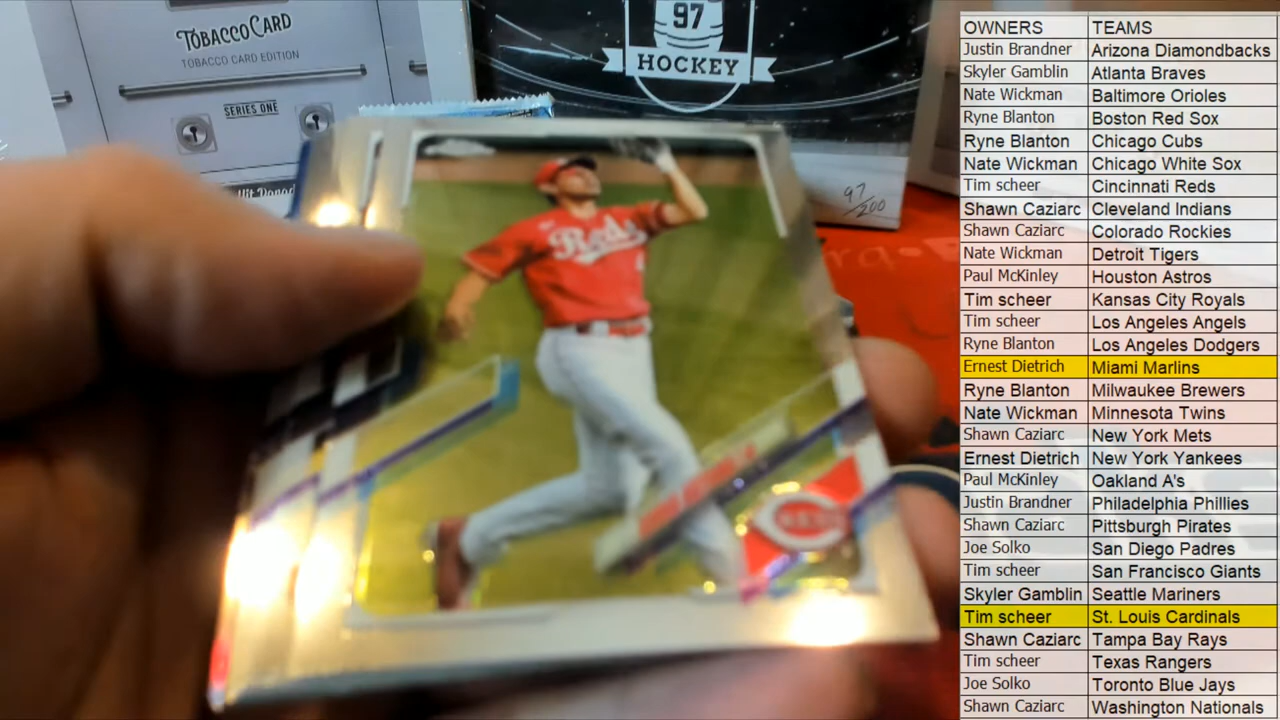 TOBACCO CARD
TOBACCO CARD EDITION
SERIES ONE
97
HOCKEY
97/200
Reds
REDS
OWNERS TEAMS
Justin Brandner Arizona Diamondbacks
Skyler Gamblin Atlanta Braves
Nate Wickman Baltimore Orioles
Ryne Blanton Boston Red Sox
Ryne Blanton Chicago Cubs
Nate Wickman Chicago White Sox
Tim scheer Cincinnati Reds
Shawn Caziarc Cleveland Indians
Shawn Caziarc Colorado Rockies
Nate Wickman Detroit Tigers
Paul McKinley Houston Astros
Tim scheer Kansas City Royals
Tim scheer Los Angeles Angels
Ryne Blanton Los Angeles Dodgers
Ernest Dietrich Miami Marlins
Ryne Blanton Milwaukee Brewers
Nate Wickman Minnesota Twins
Shawn Caziarc New York Mets
Ernest Dietrich New York Yankees
Paul McKinley Oakland A's
Justin Brandner Philadelphia Phillies
Shawn Caziarc Pittsburgh Pirates
Joe Solko San Diego Padres
Tim scheer San Francisco Giants
Skyler Gamblin Seattle Mariners
Tim scheer St. Louis Cardinals
Shawn Caziarc Tampa Bay Rays
Tim scheer Texas Rangers
Joe Solko Toronto Blue Jays
Shawn Caziarc Washington Nationals